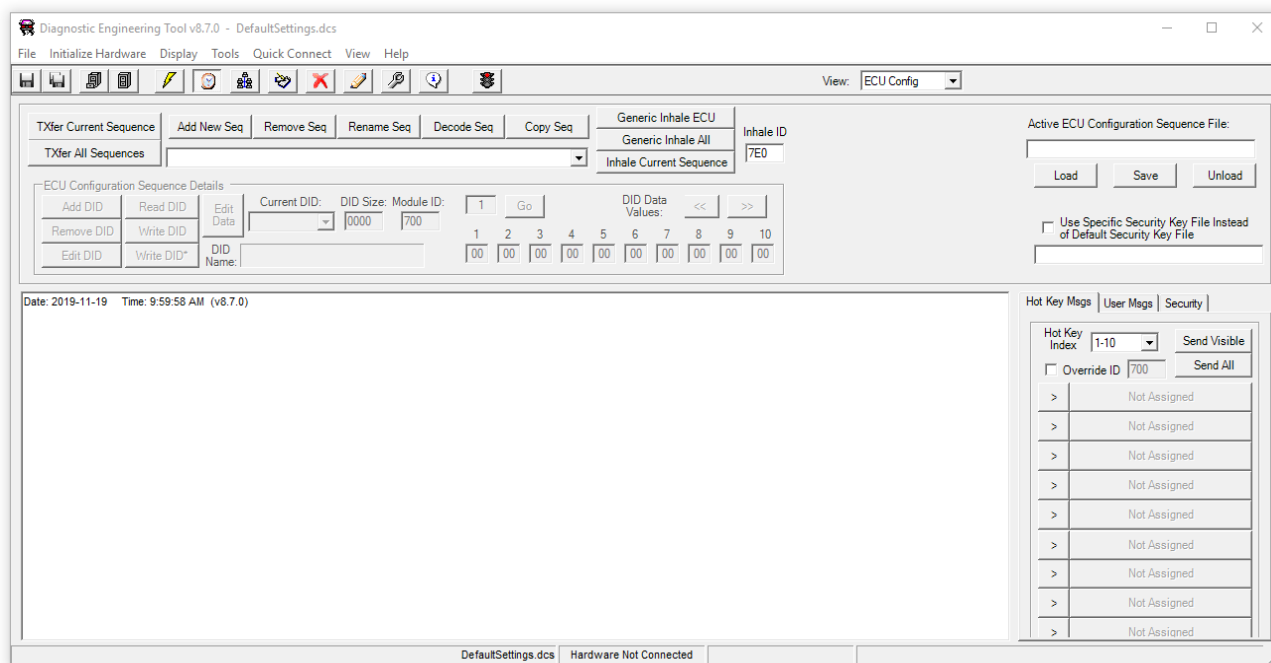 Diagnostic Engineering Tool v8.7.0 - DefaultSettings.dcs
File Initialize Hardware Display Tools Quick Connect View Help
View: ECU Config
TXfer Current Sequence Add New Seq Remove Seq Rename Seq Decode Seq Copy Seq
TXfer All Sequences
Generic Inhale ECU
Generic Inhale All
Inhale Current Sequence
Inhale ID
7E0
Active ECU Configuration Sequence File:
Load Save Unload
Use Specific Security Key File Instead
of Default Security Key File
ECU Configuration Sequence Details
Add DID Read DID
Remove DID Write DID
Edit DID Write DID*
Edit
Data
Current DID: DID Size: Module ID:
0000 700
DID
Name:
1 Go
DID Data
Values:
<< >>
1 2 3 4 5 6 7 8 9 10
00 00 00 00 00 00 00 00 00 00
Date: 2019-11-19 Time: 9:59:58 AM (v8.7.0)
Hot Key Msgs User Msgs Security
Hot Key
Index
1-10
Send Visible
Override ID 700
Send All
> Not Assigned
> Not Assigned
> Not Assigned
> Not Assigned
> Not Assigned
> Not Assigned
> Not Assigned
> Not Assigned
> Not Assigned
DefaultSettings.dcs Hardware Not Connected